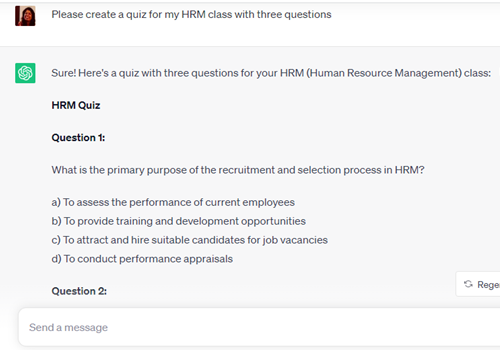 Please create a quiz for my HRM class with three questions
Sure! Here's a quiz with three questions for your HRM (Human Resource Management) class:
HRM Quiz
Question 1:
What is the primary purpose of the recruitment and selection process in HRM?
a) To assess the performance of current employees
b) To provide training and development opportunities
c) To attract and hire suitable candidates for job vacancies
d) To conduct performance appraisals
Question 2:
Rege
Send a message